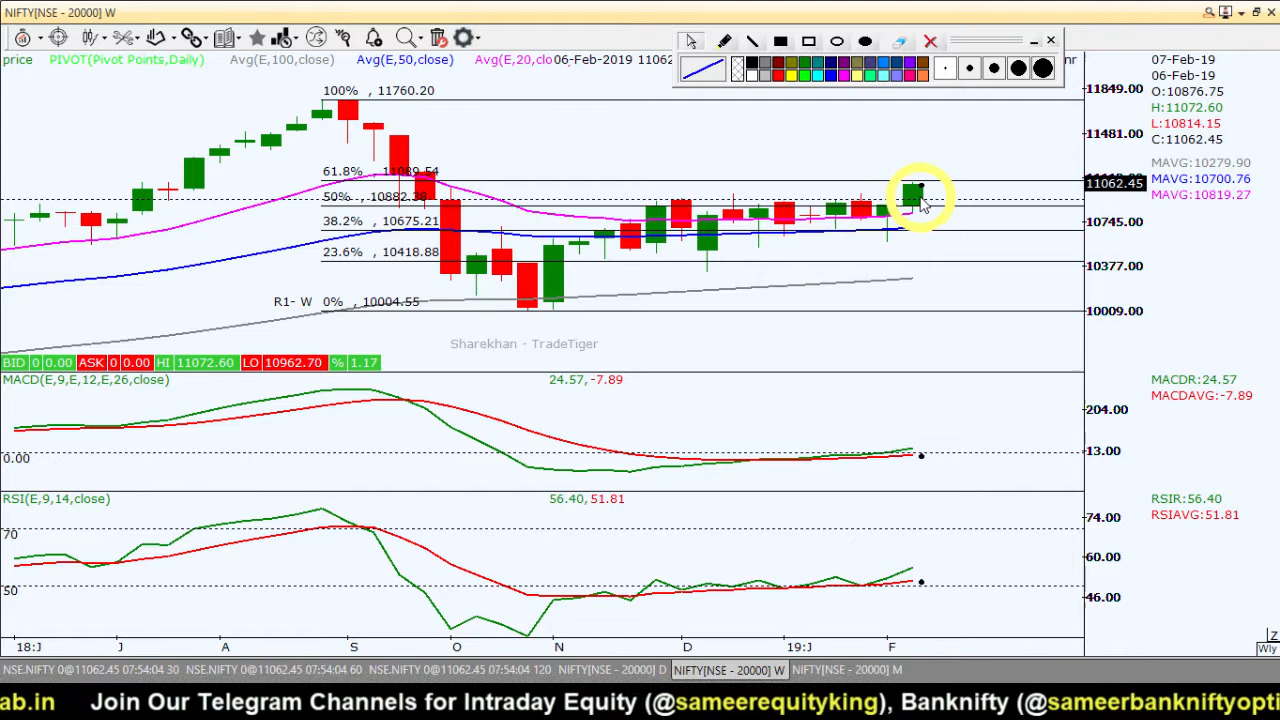 NIFTY[NSE - 20000] W
price PIVOT(Pivot Points,Daily) Avg(E,100,close) Avg(E,50,close) Avg(E,20,clo 06-Feb-2019 nr
07-Feb-19
06-Feb-19
O:10876.75
H:11072.60
L:10814.15
C:11062.45
MAVG:10279.90
MAVG:10700.76
MAVG:10819.27
100% , 11760.20
61.8% , 11089.54
50% , 10882.38
38.2% , 10675.21
23.6% , 10418.88
R1- W 0% , 10004.55
11849.00
11481.00
11062.45
10745.00
10377.00
10009.00
Sharekhan - TradeTiger
BID 0 0.00 ASK 0 0.00 HI 11072.60 LO 10962.70 % 1.17
MACD(E,9,E,12,E,26,close) 24.57, -7.89
MACDR:24.57
MACDAVG:-7.89
204.00
13.00
0.00
RSI(E,9,14,close) 56.40, 51.81
RSIR:56.40
RSIAVG:51.81
74.00
70
60.00
50
46.00
18:J J A S O N D 19:J F
Z
Wly
NSE.NIFTY 0@11062.45 07:54:04 30 NSE.NIFTY 0@11062.45 07:54:04 60 NSE.NIFTY 0@11062.45 07:54:04 120 NIFTY[NSE - 20000] D NIFTY[NSE - 20000] W NIFTY[NSE - 20000] M
ab.in Join Our Telegram Channels for Intraday Equity (@sameerequityking), Banknifty (@sameerbankniftyopti